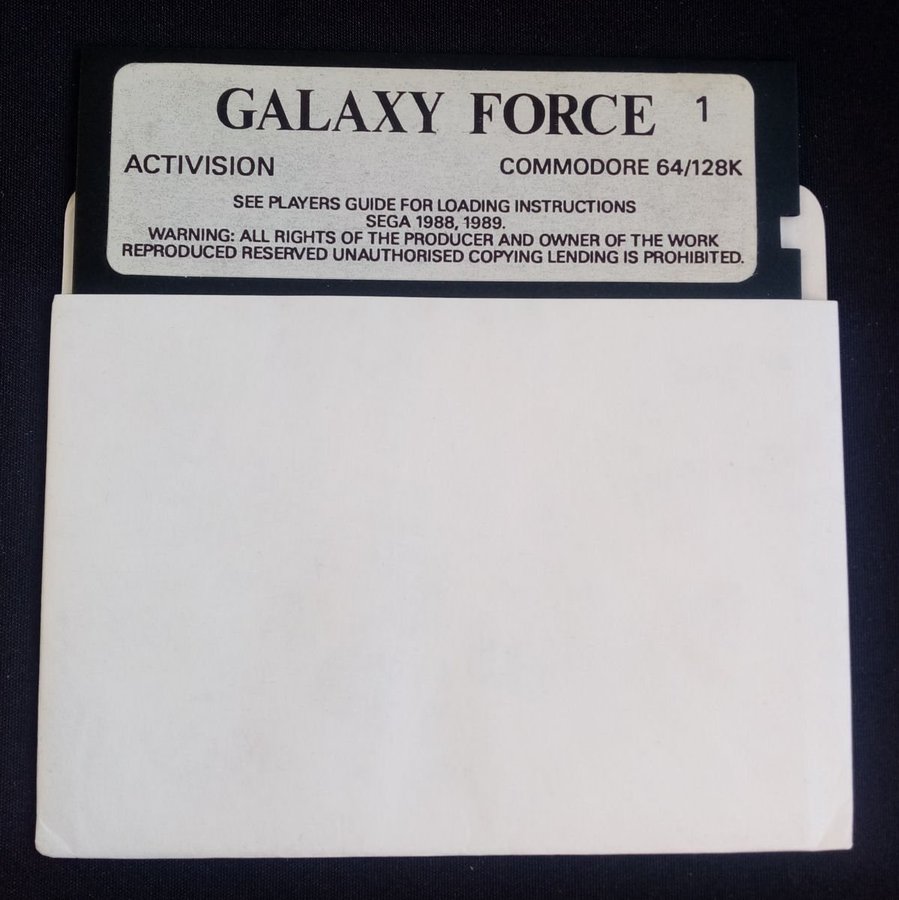 GALAXY FORCE 1
ACTIVISION COMMODORE 64/128K
SEE PLAYERS GUIDE FOR LOADING INSTRUCTIONS
SEGA 1988, 1989.
WARNING: ALL RIGHTS OF THE PRODUCER AND OWNER OF THE WORK
REPRODUCED RESERVED UNAUTHORISED COPYING LENDING IS PROHIBITED.